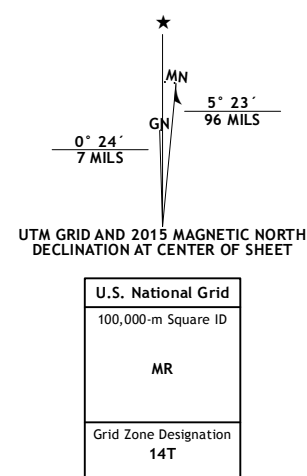 ★
MN
GN
5° 23´
96 MILS
0° 24´
7 MILS
UTM GRID AND 2015 MAGNETIC NORTH
DECLINATION AT CENTER OF SHEET
U.S. National Grid
100,000-m Square ID
MR
Grid Zone Designation
14T